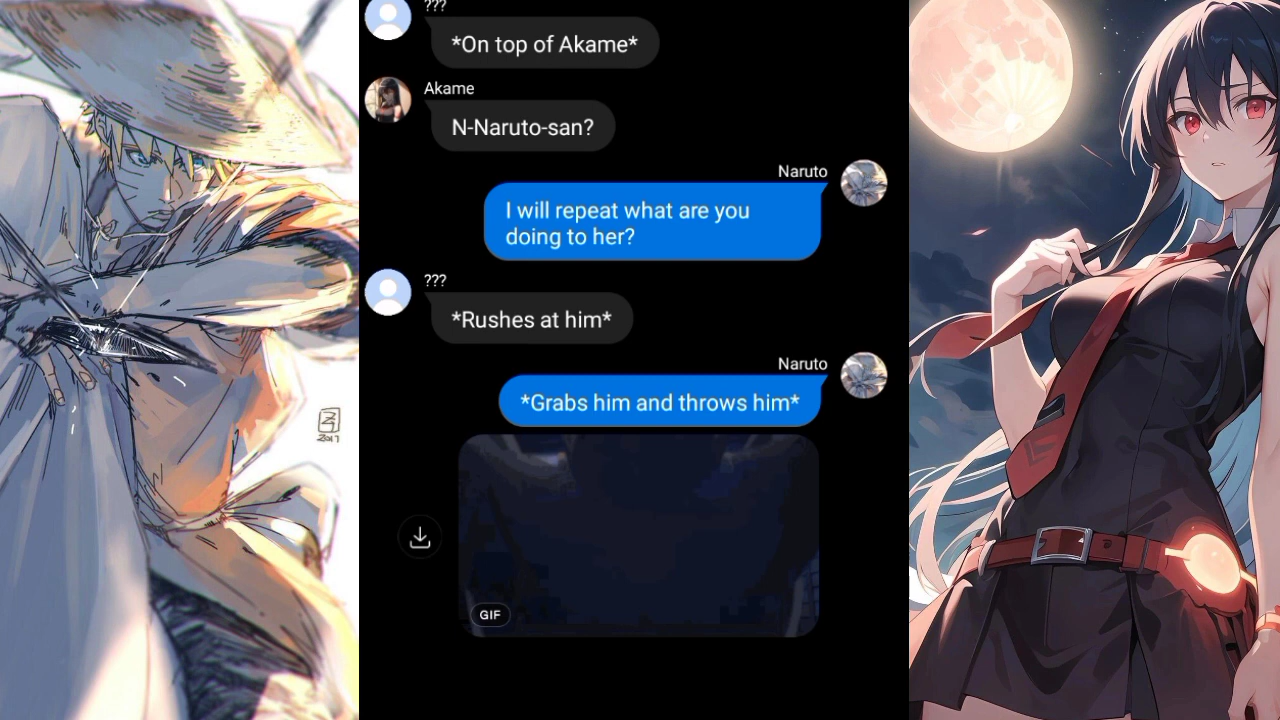 ???
*On top of Akame*
Akame
N-Naruto-san?
Naruto
I will repeat what are you
doing to her?
???
*Rushes at him*
Naruto
*Grabs him and throws him*
GIF
2017